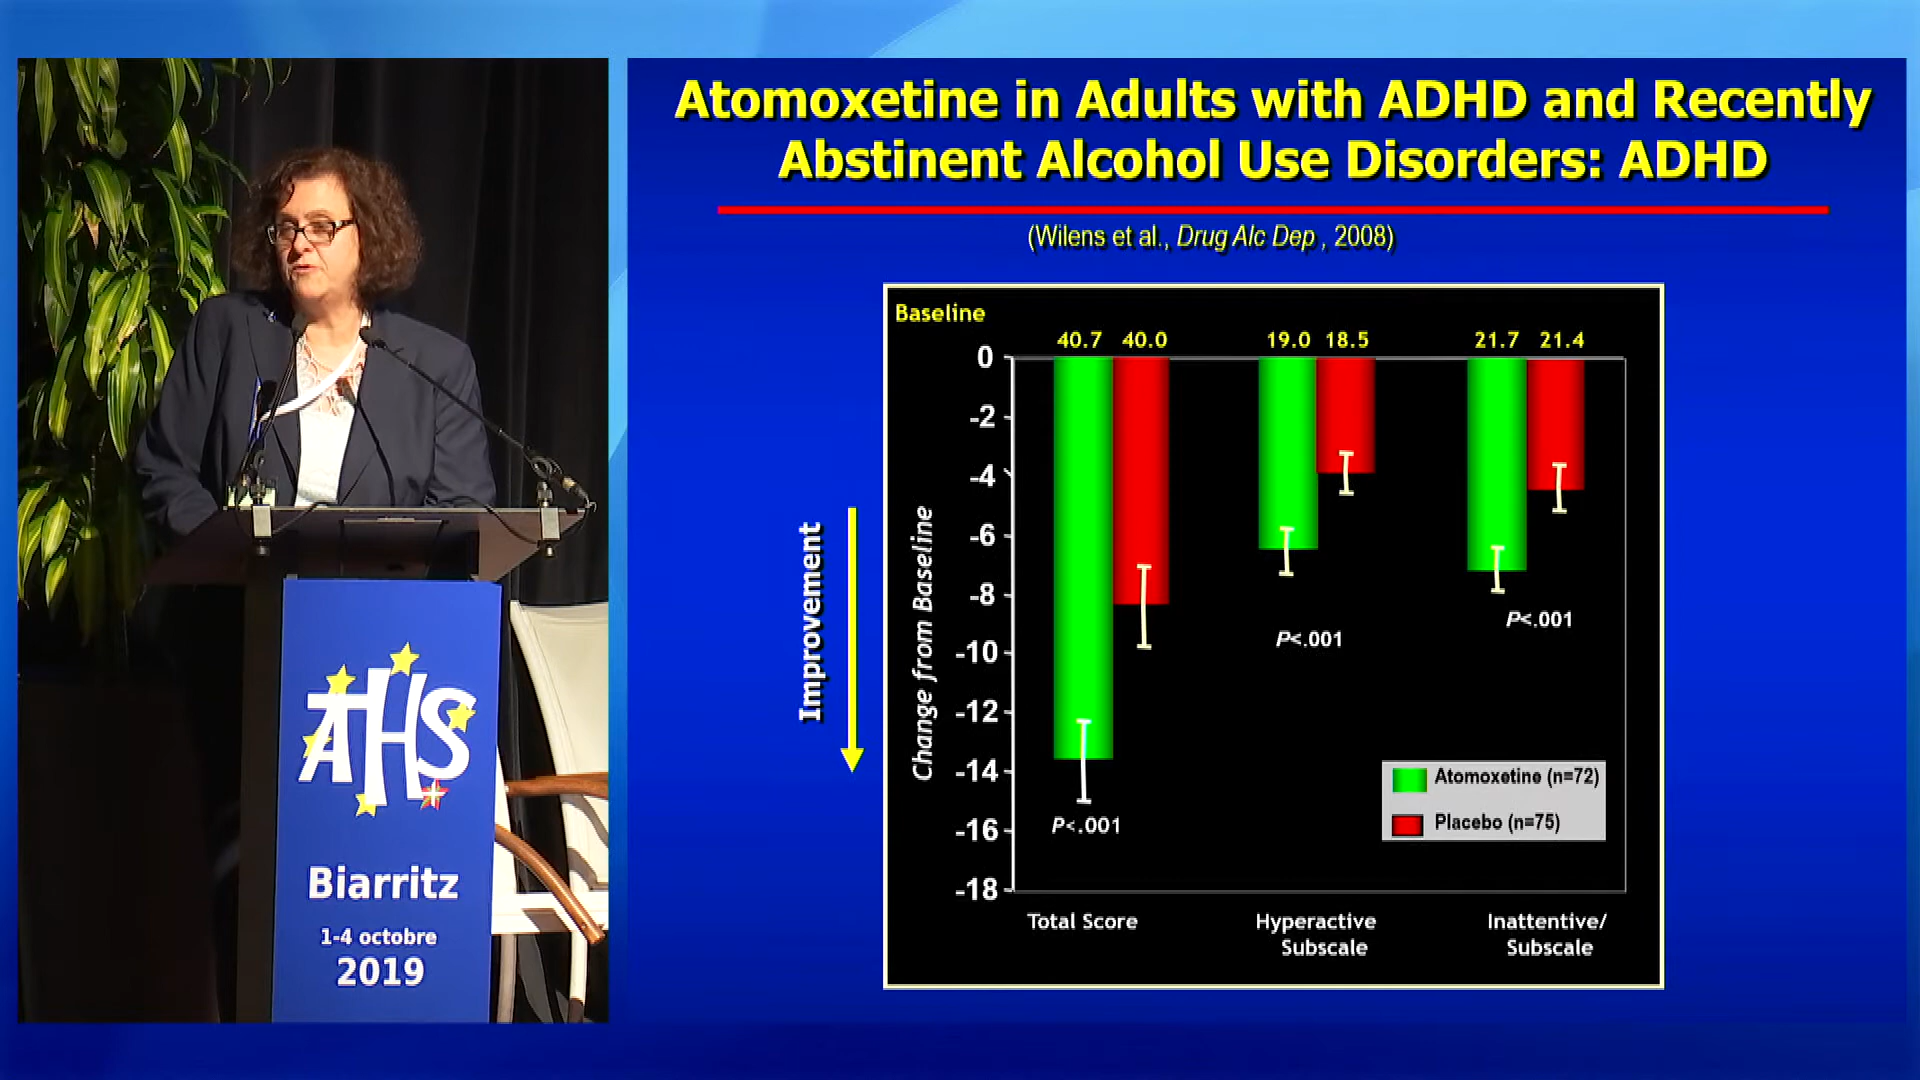 Atomoxetine in Adults with ADHD and Recently
Abstinent Alcohol Use Disorders: ADHD
(Wilens et al., Drug Alc Dep , 2008)
Baseline
40.7 40.0 19.0 18.5 21.7 21.4
0
-2
-4
-6
-8
-10
-12
-14
-16
-18
Improvement
Change from Baseline
P<.001
P<.001
P<.001
Atomoxetine (n=72)
Placebo (n=75)
Total Score
Hyperactive
Subscale
Inattentive/
Subscale
AHS
Biarritz
1-4 octobre
2019